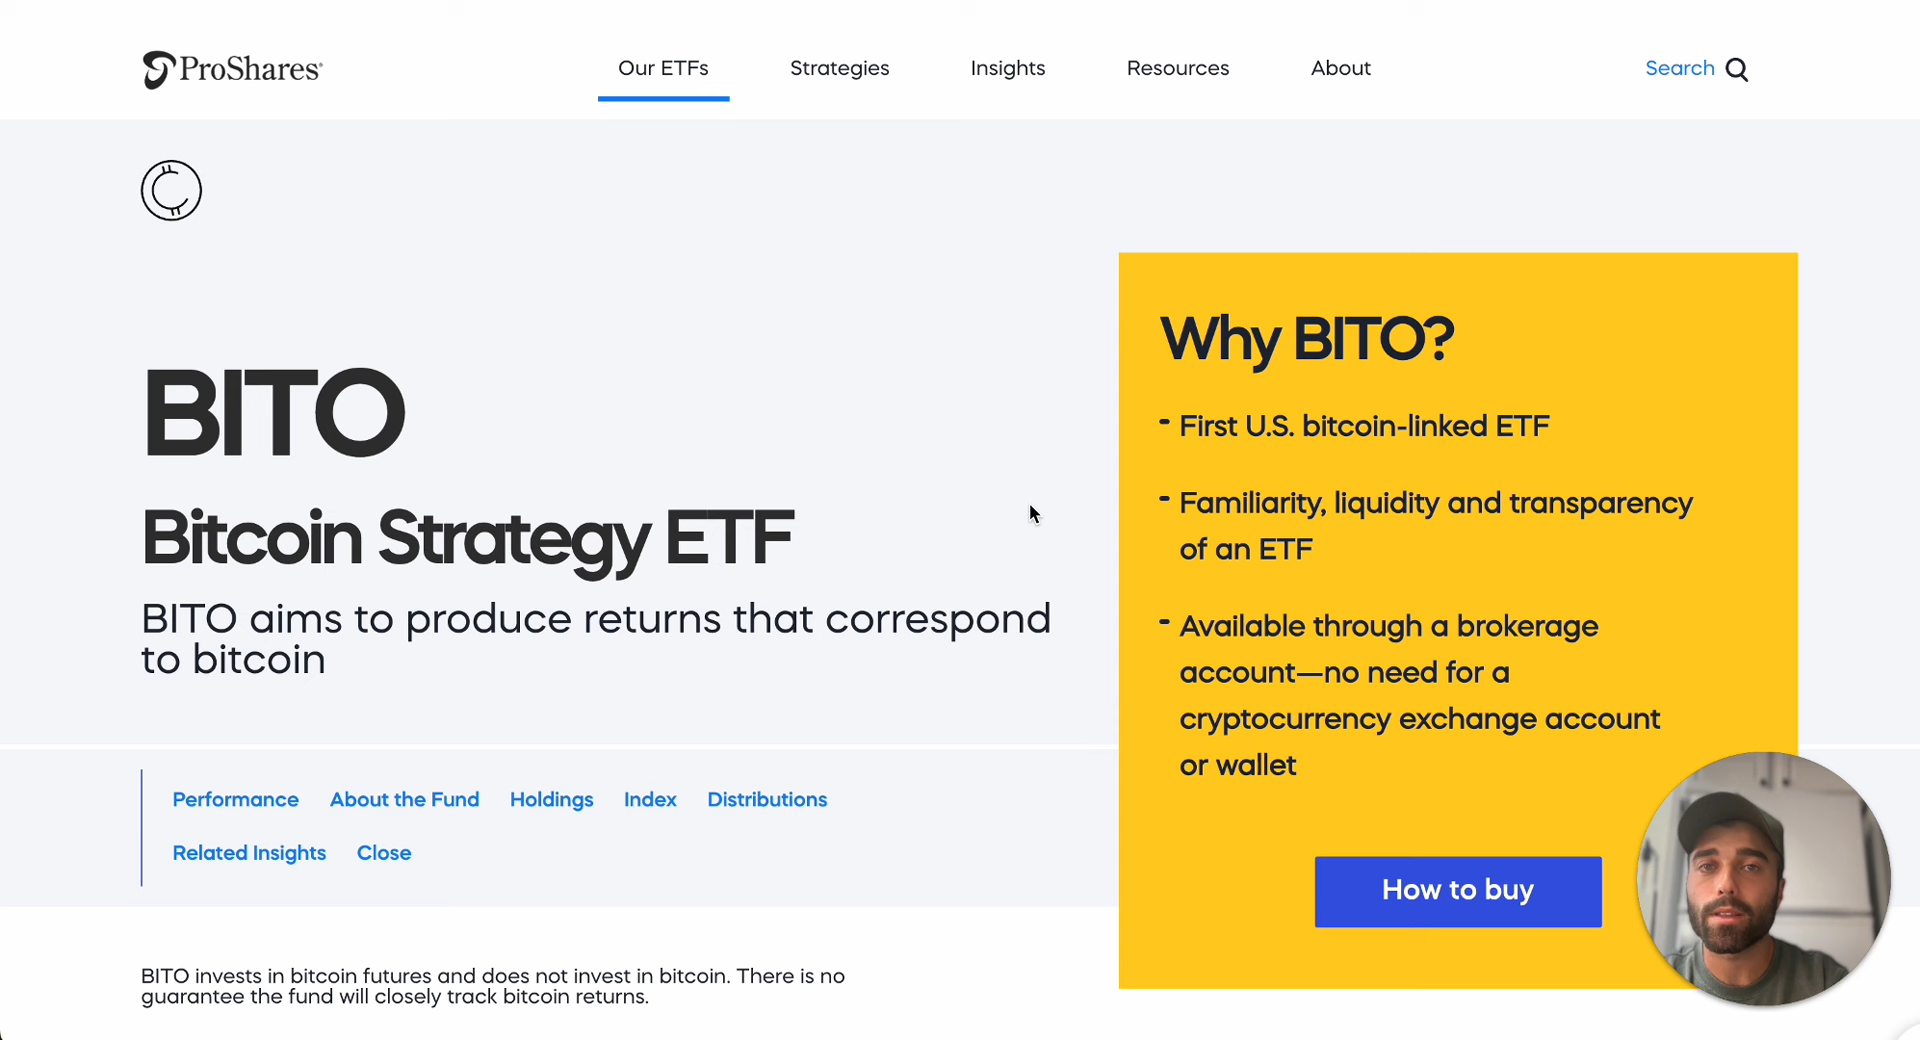 ProShares
Our ETFs
Strategies
Insights
Resources
About
Search
BITO
Bitcoin Strategy ETF
BITO aims to produce returns that correspond
to bitcoin
Why BITO?
- First U.S. bitcoin-linked ETF
- Familiarity, liquidity and transparency
of an ETF
- Available through a brokerage
account—no need for a
cryptocurrency exchange account
or wallet
How to buy
Performance
About the Fund
Holdings
Index
Distributions
Related Insights
Close
BITO invests in bitcoin futures and does not invest in bitcoin. There is no
guarantee the fund will closely track bitcoin returns.